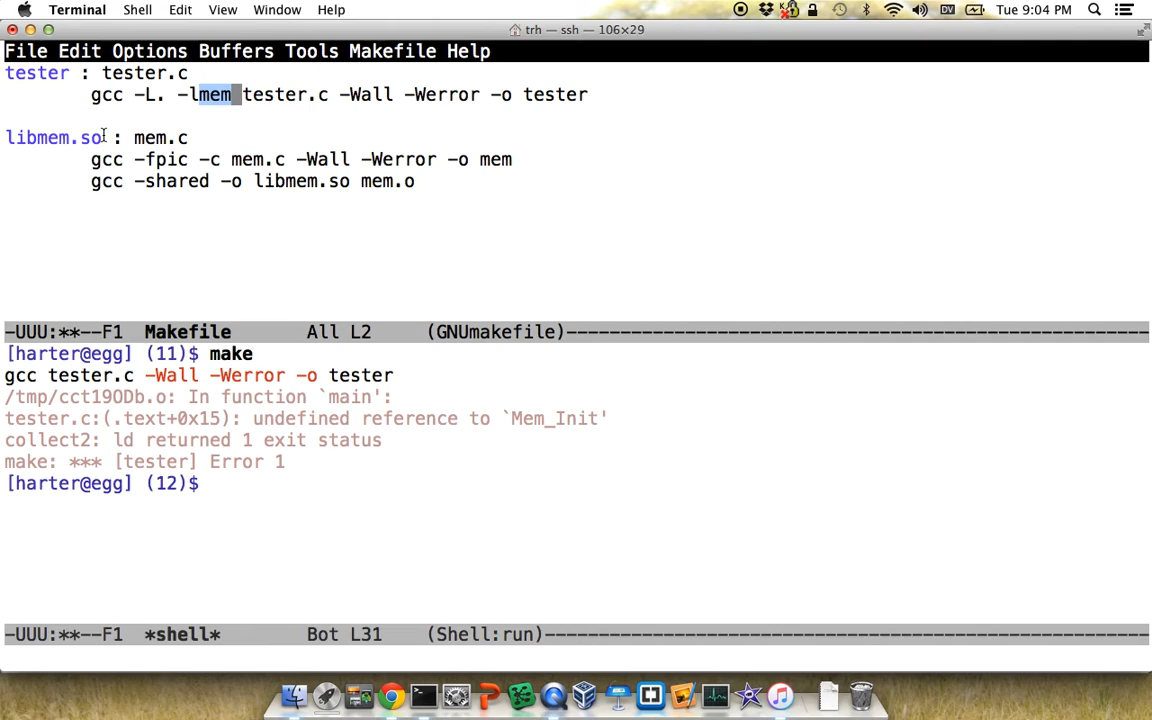 Terminal Shell Edit View Window Help Tue 9:04 PM
trh — ssh — 106×29
File Edit Options Buffers Tools Makefile Help
tester : tester.c
gcc -L. -lmem tester.c -Wall -Werror -o tester
libmem.so : mem.c
gcc -fpic -c mem.c -Wall -Werror -o mem
gcc -shared -o libmem.so mem.o
-UUU:**--F1 Makefile All L2 (GNUmakefile)------------------------------------------------------
[harter@egg] (11)$ make
gcc tester.c -Wall -Werror -o tester
/tmp/cct19ODb.o: In function `main':
tester.c:(.text+0x15): undefined reference to `Mem_Init'
collect2: ld returned 1 exit status
make: *** [tester] Error 1
[harter@egg] (12)$
-UUU:**--F1 *shell* Bot L31 (Shell:run)--------------------------------------------------------